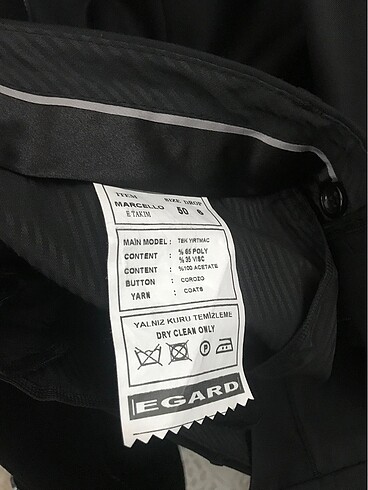 ITEM SIZE DROP
MARCELLO 50 6
E TAKIM
MAIN MODEL : TEK YIRTMAC
CONTENT : % 65 POLY
% 35 VISC
CONTENT : %100 ACETATE
BUTTON : COROZO
YARN : COATS
YALNIZ KURU TEMİZLEME
DRY CLEAN ONLY
P
EGARD